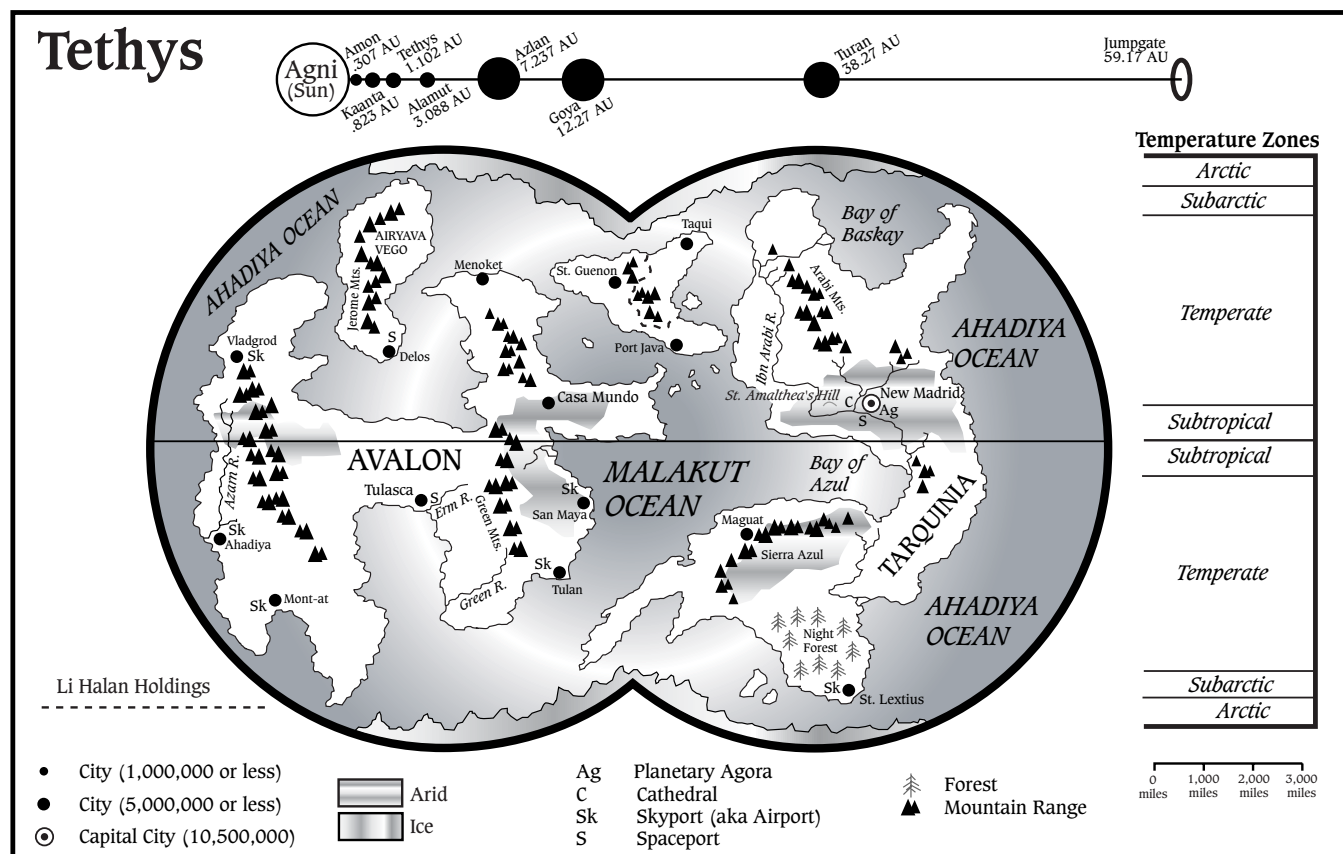 Tethys
Agni
(Sun)
Amon
.307 AU
Kaanta
.823 AU
Tethys
1.102 AU
Alamut
3.088 AU
Azlan
7.237 AU
Goya
12.27 AU
Turan
38.27 AU
Jumpgate
59.17 AU
Temperature Zones
Arctic
Subarctic
Temperate
Subtropical
Subtropical
Temperate
Subarctic
Arctic
AHADIYA OCEAN
AIRYAVA
VEGO
Jerome Mts.
S
Delos
Vladgrod
Sk
Menoket
Taqui
St. Guenon
Port Java
Bay of
Baskay
Arabi Mts.
Ibn Arabi R.
AHADIYA
OCEAN
St. Amalthea's Hill
C
New Madrid
Ag
S
Casa Mundo
AVALON
MALAKUT
OCEAN
Bay of
Azul
Azam R.
Tulasca
S
Erm R.
Green Mts.
Sk
San Maya
Sk
Ahadiya
Sk
Tulan
Green R.
Sk
Mont-at
Maguat
Sierra Azul
TARQUINIA
AHADIYA
OCEAN
Night
Forest
Sk
St. Lextius
Li Halan Holdings
City (1,000,000 or less)
City (5,000,000 or less)
Capital City (10,500,000)
Arid
Ice
Ag Planetary Agora
C Cathedral
Sk Skyport (aka Airport)
S Spaceport
Forest
Mountain Range
0 1,000 2,000 3,000
miles miles miles miles